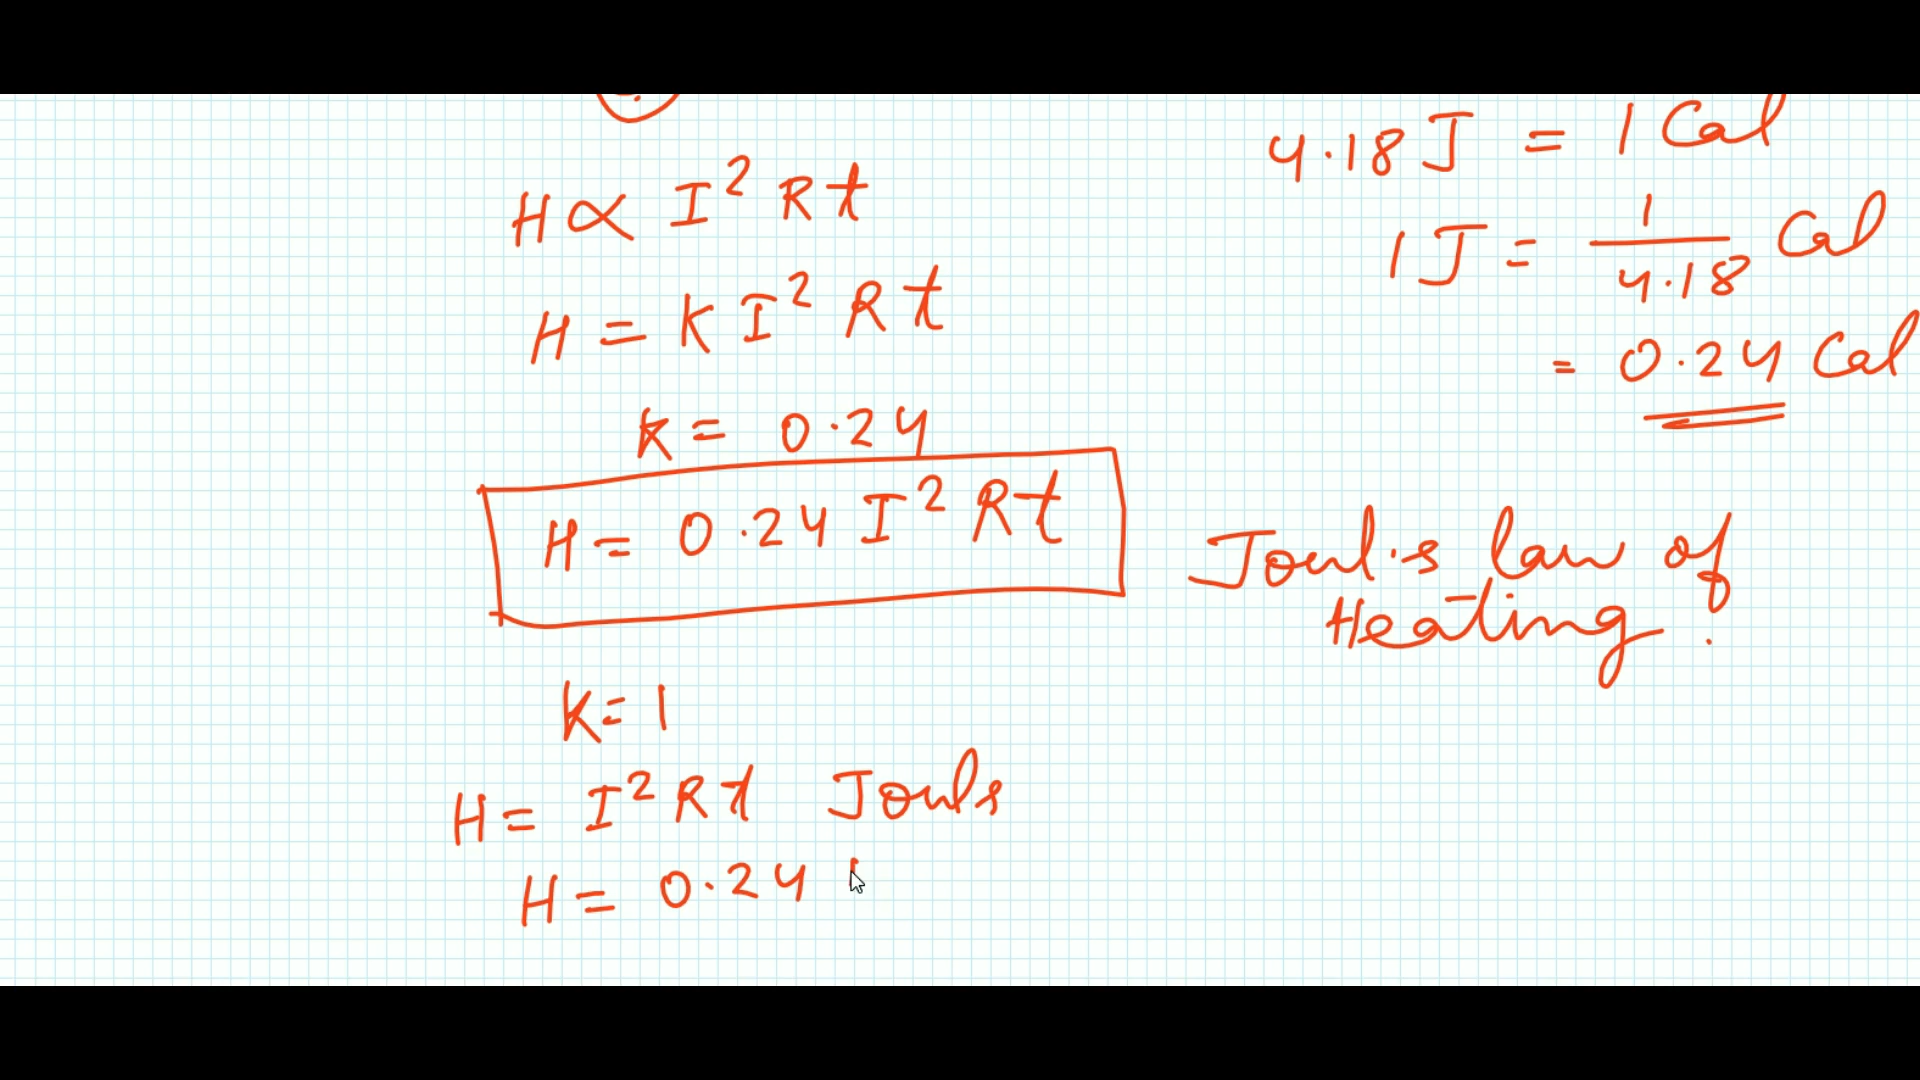 H ∝ I² R t
H = K I² R t
K = 0.24
H = 0.24 I² R t
K = 1
H = I² R t Jouls
H = 0.24
4.18 J = 1 Cal
1 J = 1/4.18 Cal
= 0.24 Cal
Joul's law of
Heating.